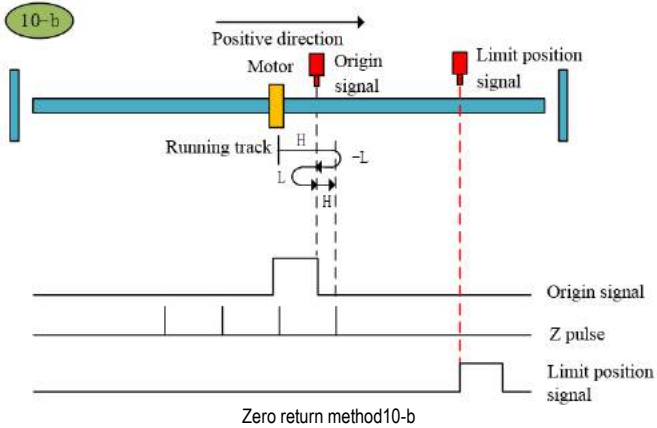 10-b
Positive direction
Motor
Origin
signal
Limit position
signal
Running track
H
-L
L
H
Origin signal
Z pulse
Limit position
signal
Zero return method10-b